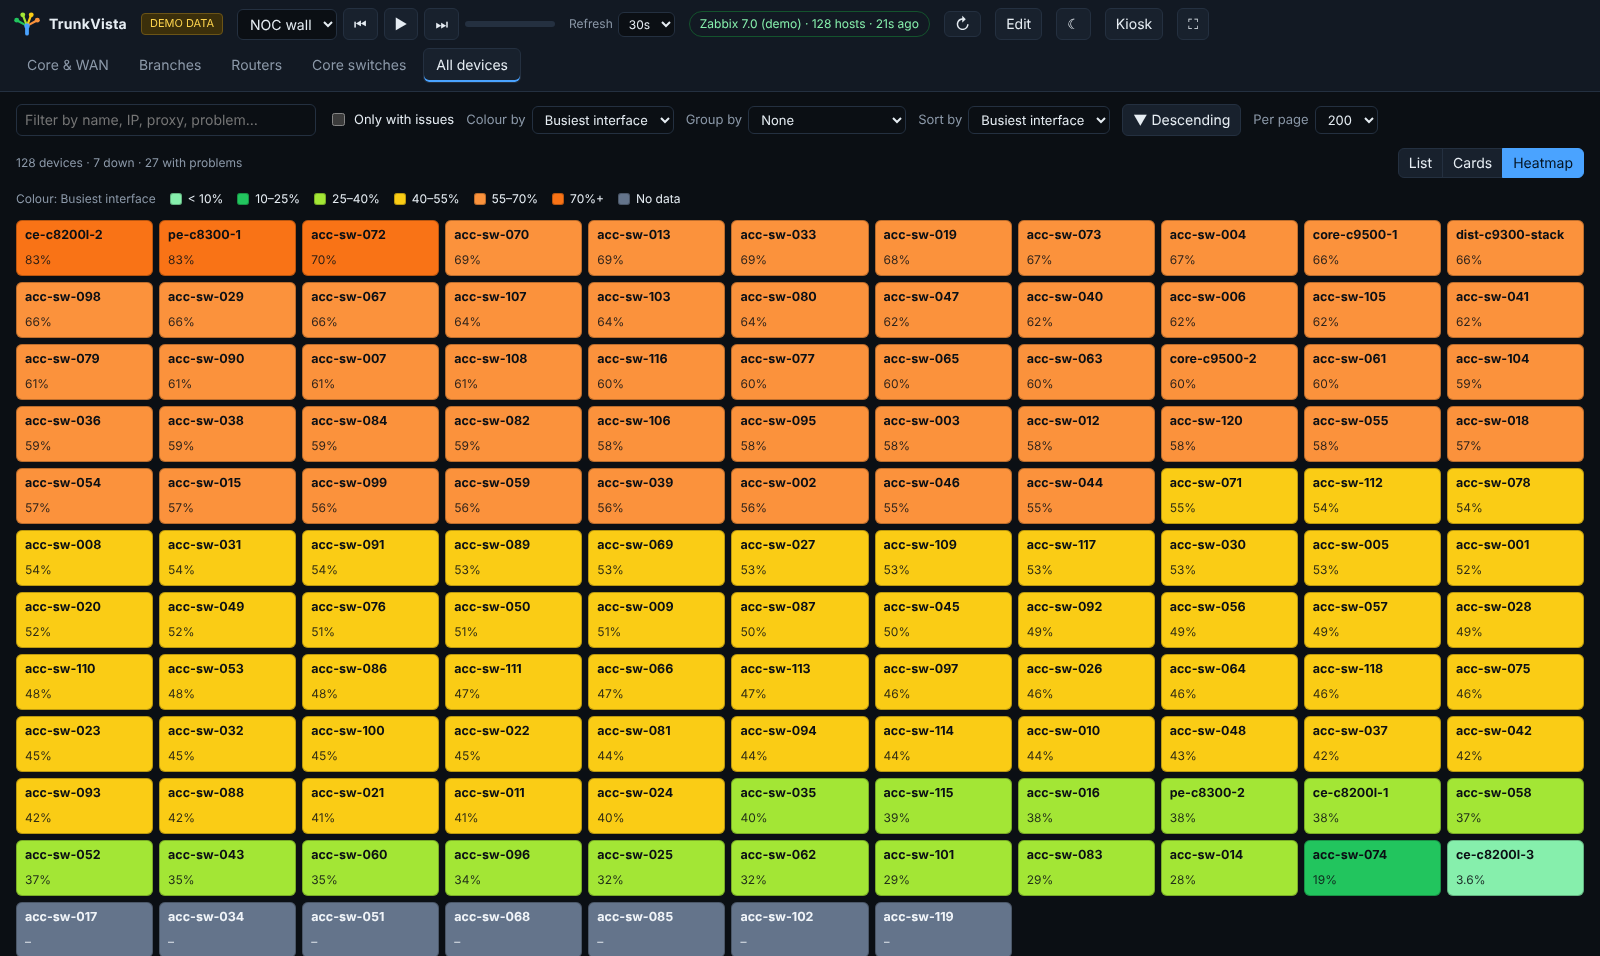 TrunkVista DEMO DATA NOC wall Refresh 30s Zabbix 7.0 (demo) · 128 hosts · 21s ago Edit Kiosk
Core & WAN Branches Routers Core switches All devices
Filter by name, IP, proxy, problem... Only with issues Colour by Busiest interface Group by None Sort by Busiest interface ▼ Descending Per page 200
128 devices · 7 down · 27 with problems List Cards Heatmap
Colour: Busiest interface < 10% 10–25% 25–40% 40–55% 55–70% 70%+ No data
ce-c8200l-2 pe-c8300-1 acc-sw-072 acc-sw-070 acc-sw-013 acc-sw-033 acc-sw-019 acc-sw-073 acc-sw-004 core-c9500-1 dist-c9300-stack
83% 83% 70% 69% 69% 69% 68% 67% 67% 66% 66%
acc-sw-098 acc-sw-029 acc-sw-067 acc-sw-107 acc-sw-103 acc-sw-080 acc-sw-047 acc-sw-040 acc-sw-006 acc-sw-105 acc-sw-041
66% 66% 66% 64% 64% 64% 62% 62% 62% 62% 62%
acc-sw-079 acc-sw-090 acc-sw-007 acc-sw-108 acc-sw-116 acc-sw-077 acc-sw-065 acc-sw-063 core-c9500-2 acc-sw-061 acc-sw-104
61% 61% 61% 61% 60% 60% 60% 60% 60% 60% 59%
acc-sw-036 acc-sw-038 acc-sw-084 acc-sw-082 acc-sw-106 acc-sw-095 acc-sw-003 acc-sw-012 acc-sw-120 acc-sw-055 acc-sw-018
59% 59% 59% 59% 58% 58% 58% 58% 58% 58% 57%
acc-sw-054 acc-sw-015 acc-sw-099 acc-sw-059 acc-sw-039 acc-sw-002 acc-sw-046 acc-sw-044 acc-sw-071 acc-sw-112 acc-sw-078
57% 57% 56% 56% 56% 56% 55% 55% 55% 54% 54%
acc-sw-008 acc-sw-031 acc-sw-091 acc-sw-089 acc-sw-069 acc-sw-027 acc-sw-109 acc-sw-117 acc-sw-030 acc-sw-005 acc-sw-001
54% 54% 54% 53% 53% 53% 53% 53% 53% 53% 52%
acc-sw-020 acc-sw-049 acc-sw-076 acc-sw-050 acc-sw-009 acc-sw-087 acc-sw-045 acc-sw-092 acc-sw-056 acc-sw-057 acc-sw-028
52% 52% 51% 51% 51% 50% 50% 49% 49% 49% 49%
acc-sw-110 acc-sw-053 acc-sw-086 acc-sw-111 acc-sw-066 acc-sw-113 acc-sw-097 acc-sw-026 acc-sw-064 acc-sw-118 acc-sw-075
48% 48% 48% 47% 47% 47% 46% 46% 46% 46% 46%
acc-sw-023 acc-sw-032 acc-sw-100 acc-sw-022 acc-sw-081 acc-sw-094 acc-sw-114 acc-sw-010 acc-sw-048 acc-sw-037 acc-sw-042
45% 45% 45% 45% 44% 44% 44% 44% 43% 42% 42%
acc-sw-093 acc-sw-088 acc-sw-021 acc-sw-011 acc-sw-024 acc-sw-035 acc-sw-115 acc-sw-016 pe-c8300-2 ce-c8200l-1 acc-sw-058
42% 42% 41% 41% 40% 40% 39% 38% 38% 38% 37%
acc-sw-052 acc-sw-043 acc-sw-060 acc-sw-096 acc-sw-025 acc-sw-062 acc-sw-101 acc-sw-083 acc-sw-014 acc-sw-074 ce-c8200l-3
37% 35% 35% 34% 32% 32% 29% 29% 28% 19% 3.6%
acc-sw-017 acc-sw-034 acc-sw-051 acc-sw-068 acc-sw-085 acc-sw-102 acc-sw-119
– – – – – – –